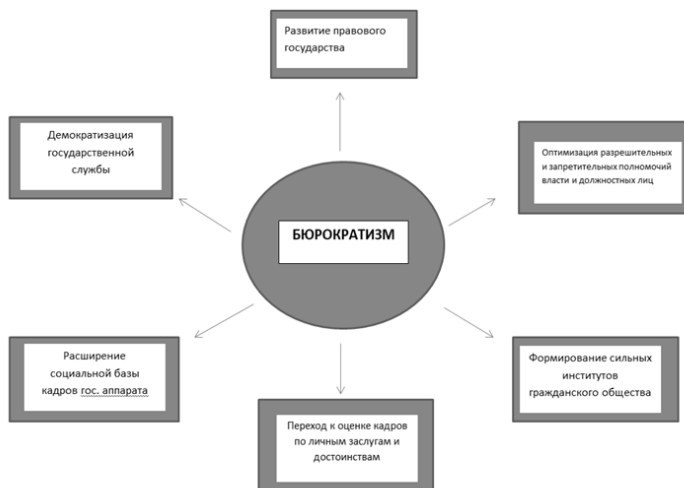 Развитие правового
государства
Демократизация
государственной
службы
Оптимизация разрешительных
и запретительных полномочий
власти и должностных лиц
БЮРОКРАТИЗМ
Расширение
социальной базы
кадров гос. аппарата
Формирование сильных
институтов
гражданского общества
Переход к оценке кадров
по личным заслугам и
достоинствам